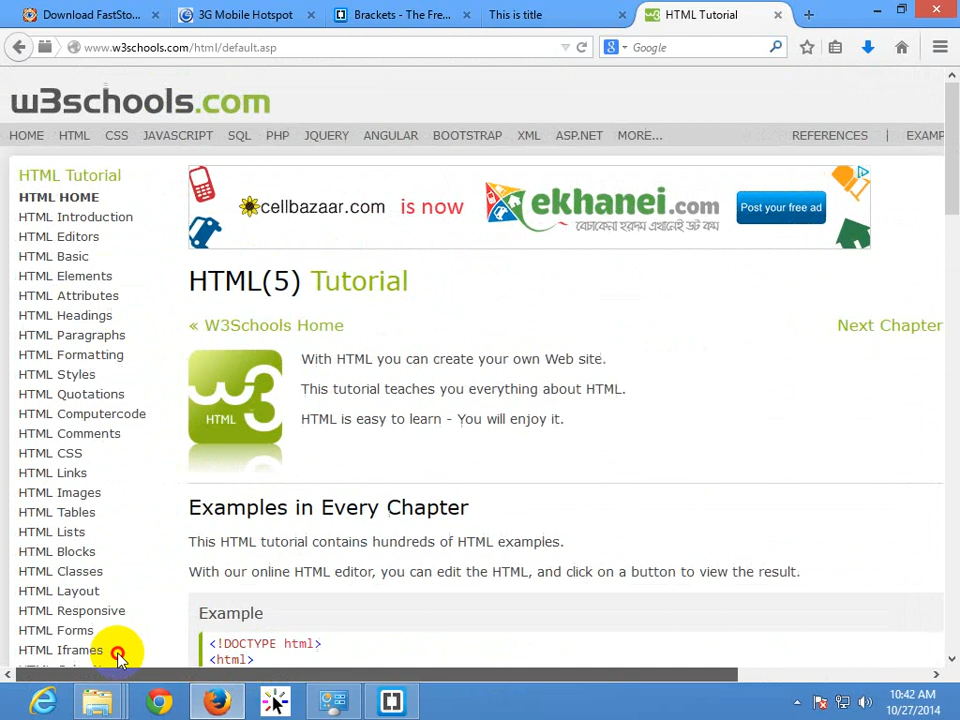 Download FastSto...
3G Mobile Hotspot
Brackets - The Fre...
This is title
HTML Tutorial
www.w3schools.com/html/default.asp
Google
w3schools.com
HOME HTML CSS JAVASCRIPT SQL PHP JQUERY ANGULAR BOOTSTRAP XML ASP.NET MORE... REFERENCES | EXAMP
HTML Tutorial
HTML HOME
HTML Introduction
HTML Editors
HTML Basic
HTML Elements
HTML Attributes
HTML Headings
HTML Paragraphs
HTML Formatting
HTML Styles
HTML Quotations
HTML Computercode
HTML Comments
HTML CSS
HTML Links
HTML Images
HTML Tables
HTML Lists
HTML Blocks
HTML Classes
HTML Layout
HTML Responsive
HTML Forms
HTML Iframes
cellbazaar.com is now ekhanei.com
বেচাকেনা হরদম এখানেই ডট কম
Post your free ad
HTML(5) Tutorial
« W3Schools Home
Next Chapter
w3
HTML
With HTML you can create your own Web site.
This tutorial teaches you everything about HTML.
HTML is easy to learn - You will enjoy it.
Examples in Every Chapter
This HTML tutorial contains hundreds of HTML examples.
With our online HTML editor, you can edit the HTML, and click on a button to view the result.
Example
<!DOCTYPE html>
<html>
10:42 AM
10/27/2014